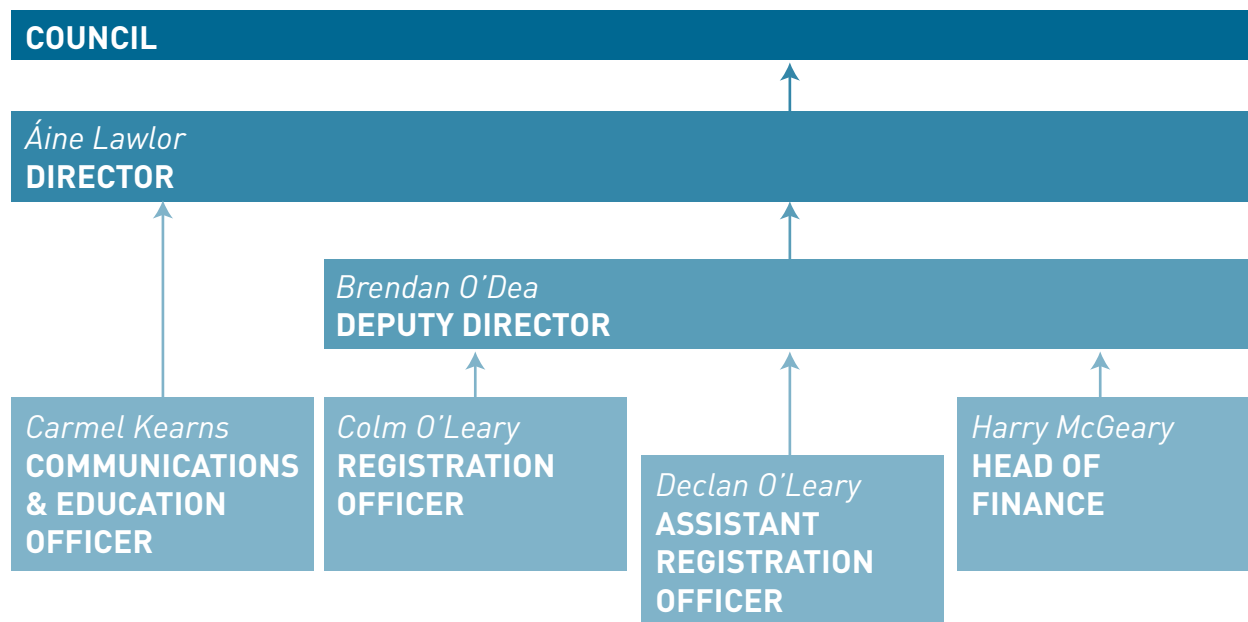 COUNCIL
Áine Lawlor
DIRECTOR
Brendan O'Dea
DEPUTY DIRECTOR
Carmel Kearns
COMMUNICATIONS
& EDUCATION
OFFICER
Colm O'Leary
REGISTRATION
OFFICER
Declan O'Leary
ASSISTANT
REGISTRATION
OFFICER
Harry McGeary
HEAD OF
FINANCE